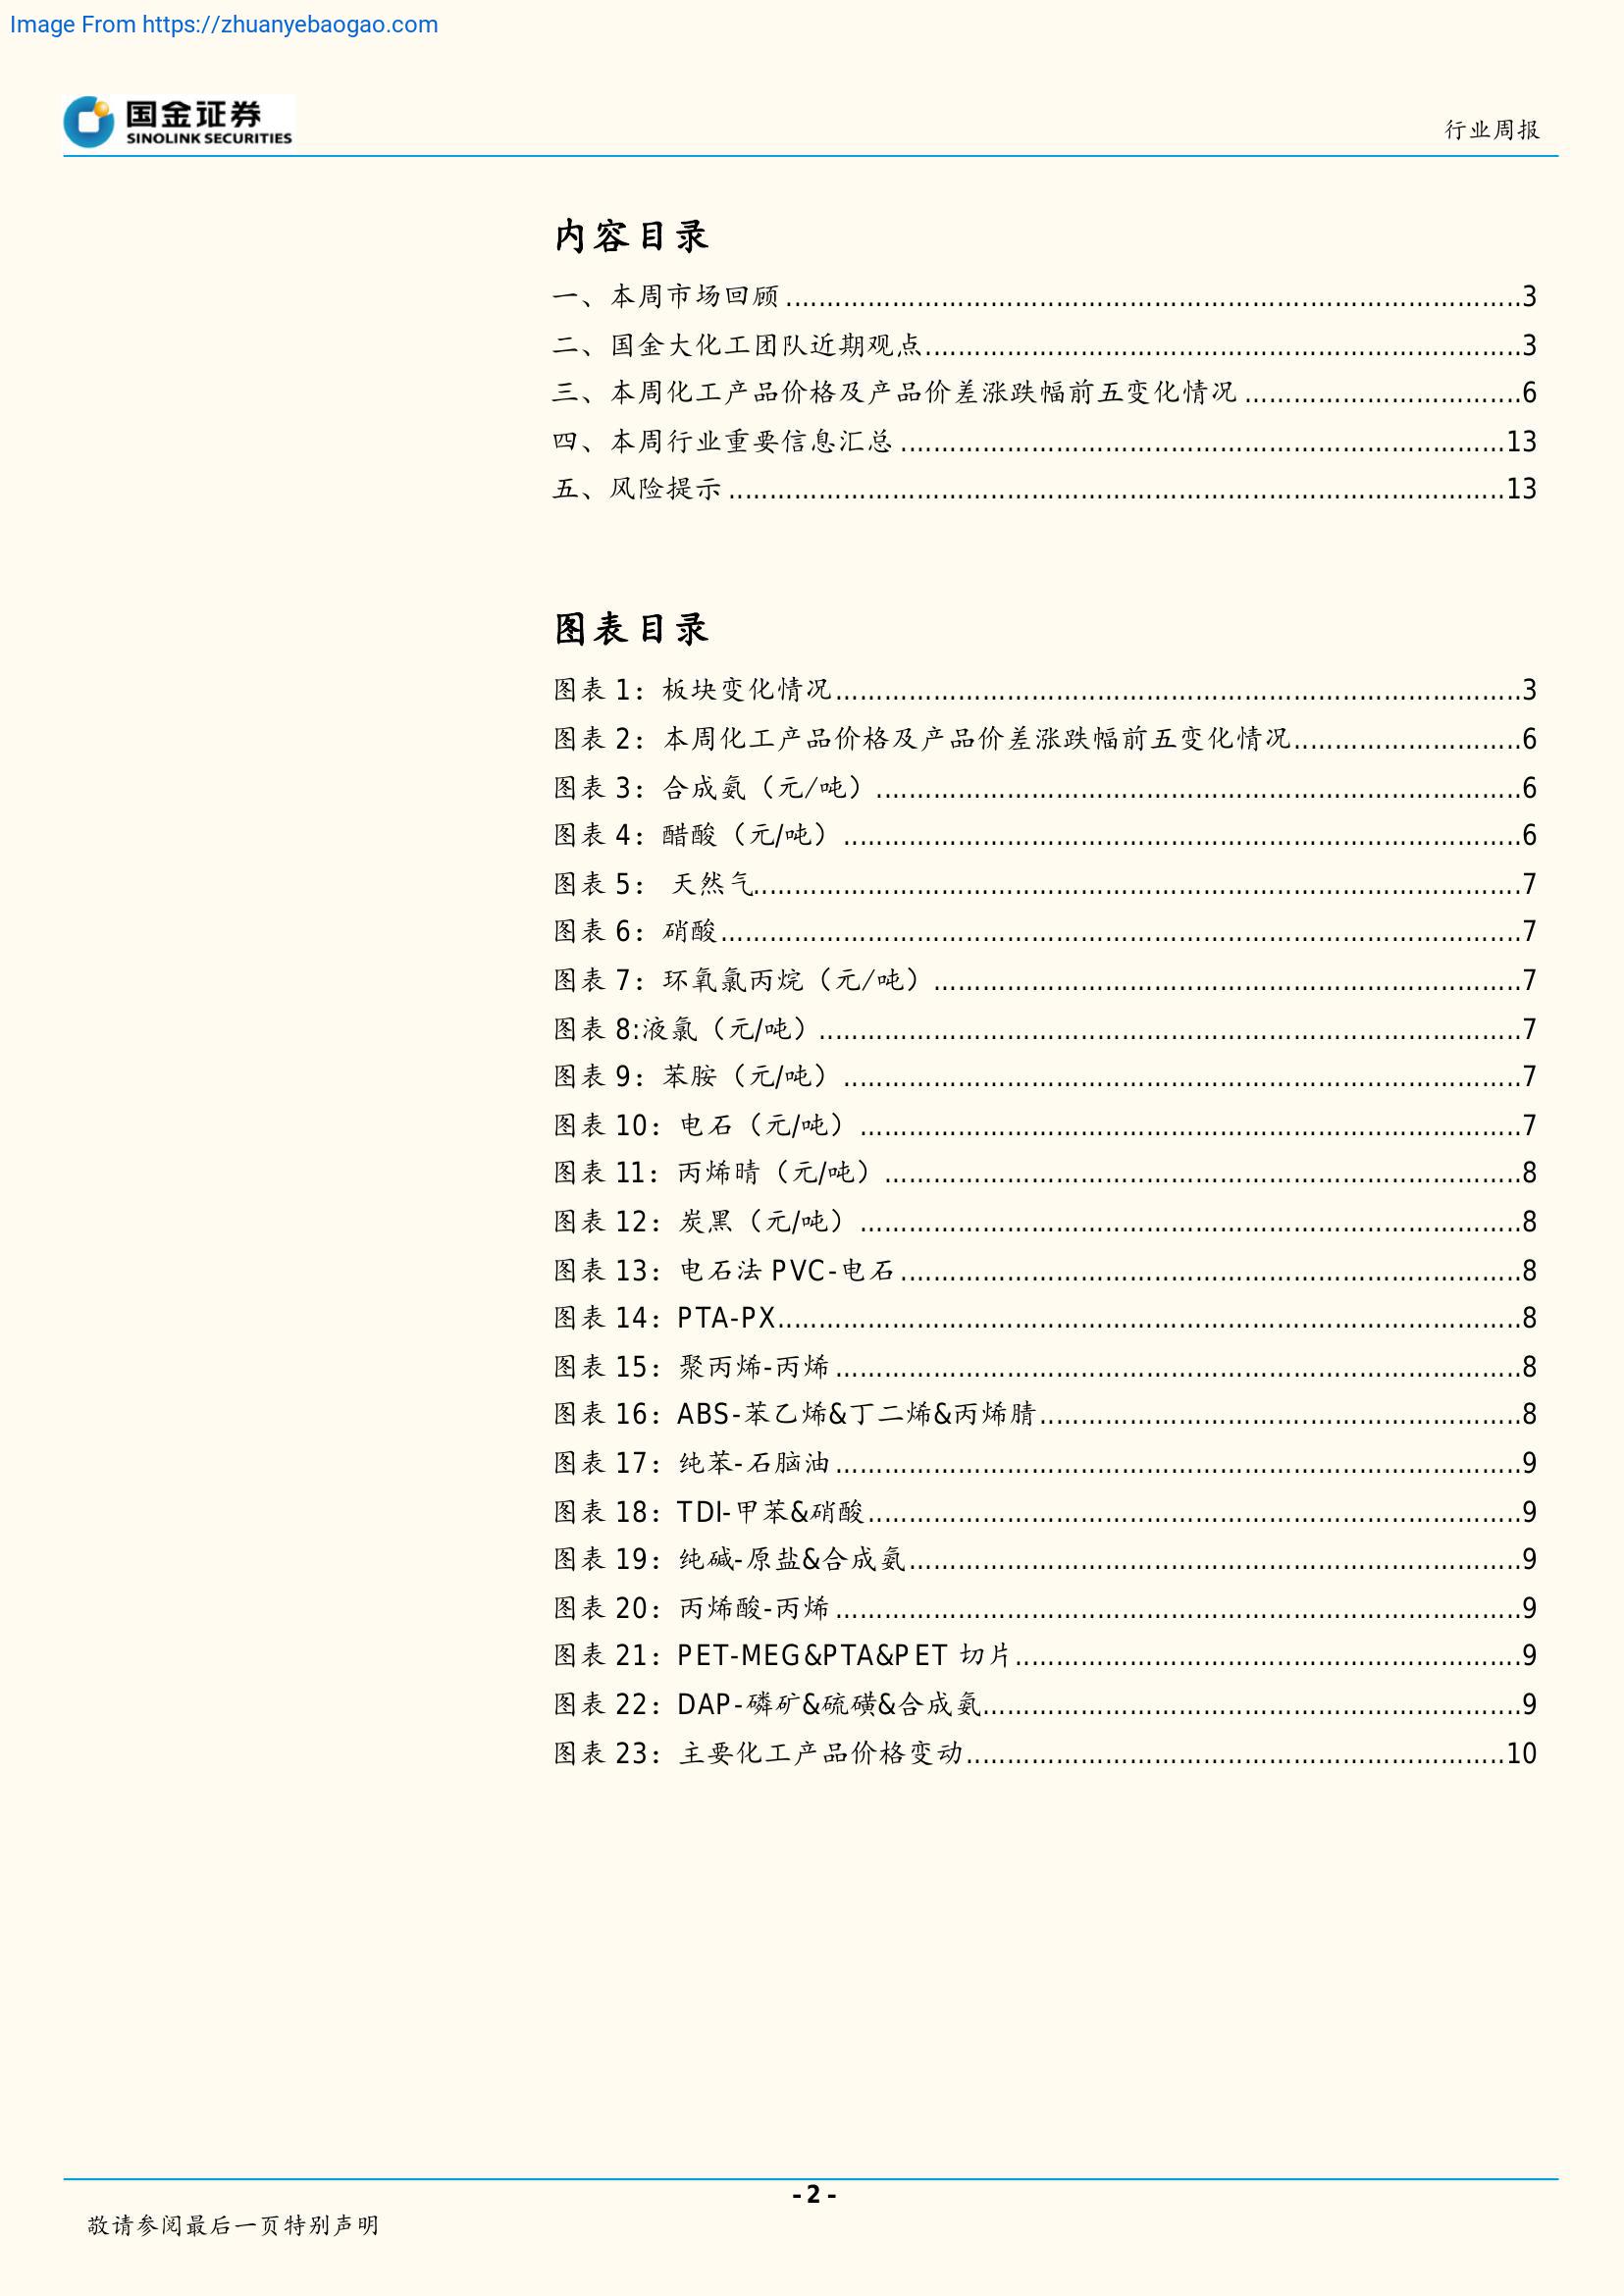 Image From https://zhuanyebaogao.com
国金证券
SINOLINK SECURITIES
行业周报
内容目录
一、本周市场回顾........................................3
二、国金大化工团队近期观点........................................3
三、本周化工产品价格及产品价差涨跌幅前五变化情况........................................6
四、本周行业重要信息汇总........................................13
五、风险提示........................................13
图表目录
图表 1：板块变化情况........................................3
图表 2：本周化工产品价格及产品价差涨跌幅前五变化情况........................................6
图表 3：合成氨（元/吨）........................................6
图表 4：醋酸（元/吨）........................................6
图表 5： 天然气........................................7
图表 6：硝酸........................................7
图表 7：环氧氯丙烷（元/吨）........................................7
图表 8:液氯（元/吨）........................................7
图表 9：苯胺（元/吨）........................................7
图表 10：电石（元/吨）........................................7
图表 11：丙烯晴（元/吨）........................................8
图表 12：炭黑（元/吨）........................................8
图表 13：电石法 PVC-电石........................................8
图表 14：PTA-PX........................................8
图表 15：聚丙烯-丙烯........................................8
图表 16：ABS-苯乙烯&丁二烯&丙烯腈........................................8
图表 17：纯苯-石脑油........................................9
图表 18：TDI-甲苯&硝酸........................................9
图表 19：纯碱-原盐&合成氨........................................9
图表 20：丙烯酸-丙烯........................................9
图表 21：PET-MEG&PTA&PET 切片........................................9
图表 22：DAP-磷矿&硫磺&合成氨........................................9
图表 23：主要化工产品价格变动........................................10
- 2 -
敬请参阅最后一页特别声明